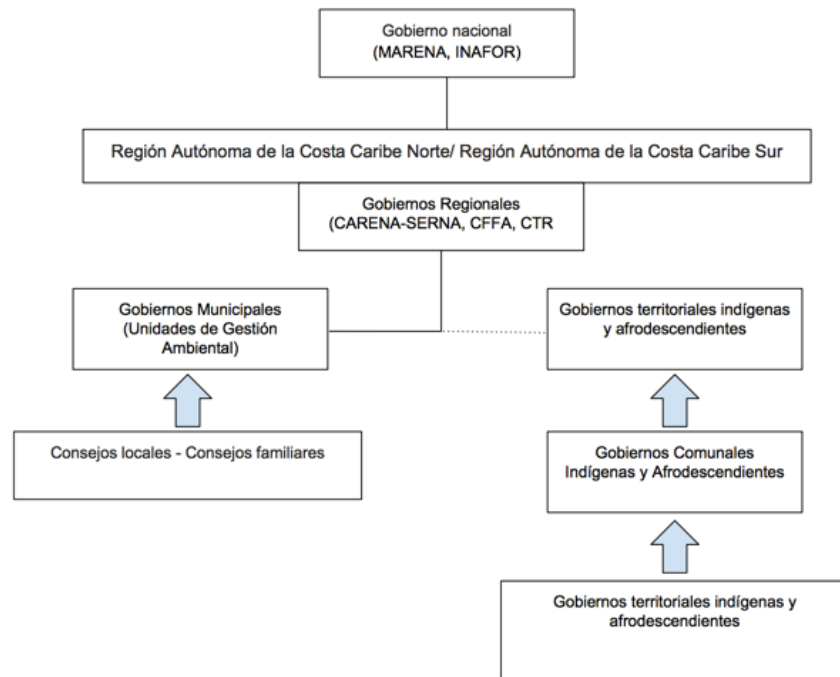 Gobierno nacional
(MARENA, INAFOR)
Región Autónoma de la Costa Caribe Norte/ Región Autónoma de la Costa Caribe Sur
Gobiernos Regionales
(CARENA-SERNA, CFFA, CTR
Gobiernos Municipales
(Unidades de Gestión
Ambiental)
Gobiernos territoriales indígenas
y afrodescendientes
Consejos locales - Consejos familiares
Gobiernos Comunales
Indígenas y Afrodescendientes
Gobiernos territoriales indígenas y
afrodescendientes